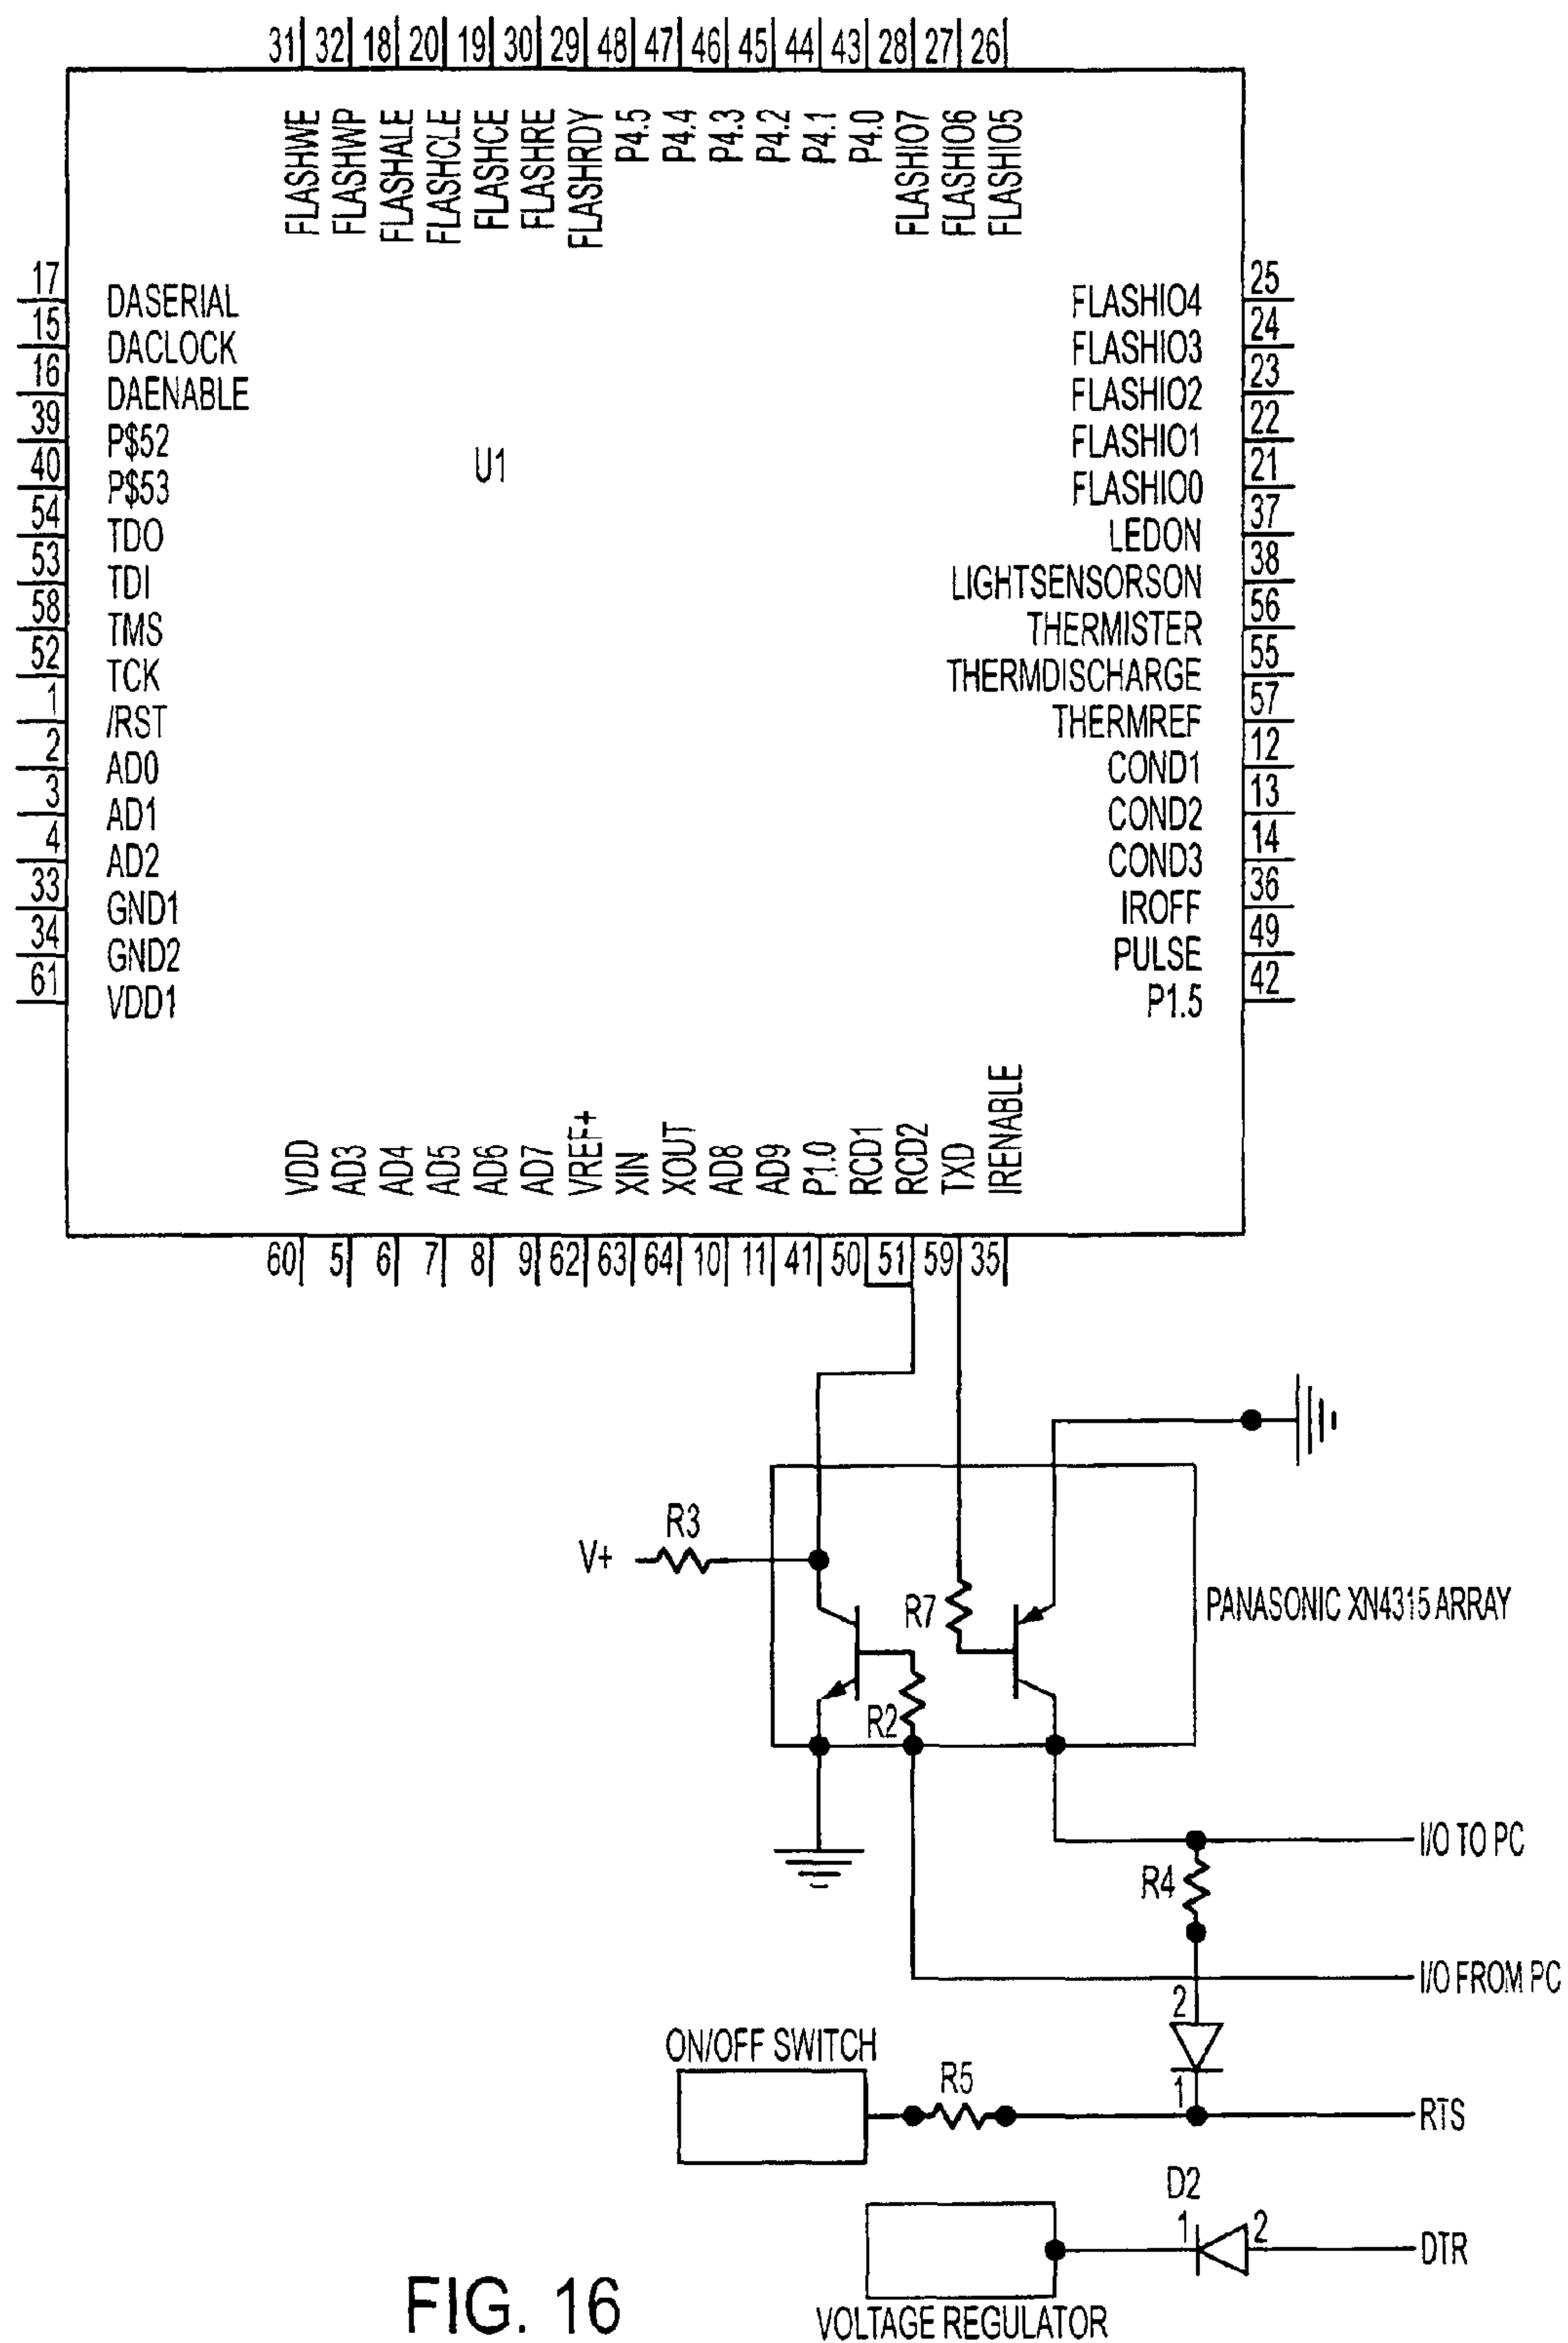 31 32 18 20 19 30 29 48 47 46 45 44 43 28 27 26
FLASHWE FLASHWP FLASHALE FLASHCLE FLASHCE FLASHRE FLASHRDY P4.5 P4.4 P4.3 P4.2 P4.1 P4.0 FLASHIO7 FLASHIO6 FLASHIO5
17 DASERIAL FLASHIO4 25
15 DACLOCK FLASHIO3 24
16 DAENABLE FLASHIO2 23
39 P$52 FLASHIO1 22
U1
40 P$53 FLASHIO0 21
54 TDO LEDON 37
53 TDI LIGHTSENSORSON 38
58 TMS THERMISTER 56
52 TCK THERMDISCHARGE 55
1 /RST THERMREF 57
2 AD0 COND1 12
3 AD1 COND2 13
4 AD2 COND3 14
33 GND1 IROFF 36
34 GND2 PULSE 49
61 VDD1 P1.5 42
VDD AD3 AD4 AD5 AD6 AD7 VREF+ XIN XOUT AD8 AD9 P1.0 RCD1 RCD2 TXD IRENABLE
60 5 6 7 8 9 62 63 64 10 11 41 50 51 59 35
R3
V+
R7
PANASONIC XN4315 ARRAY
R2
I/O TO PC
R4
I/O FROM PC
2
ON/OFF SWITCH
R5
1
RTS
D2
1 2
DTR
VOLTAGE REGULATOR
FIG. 16